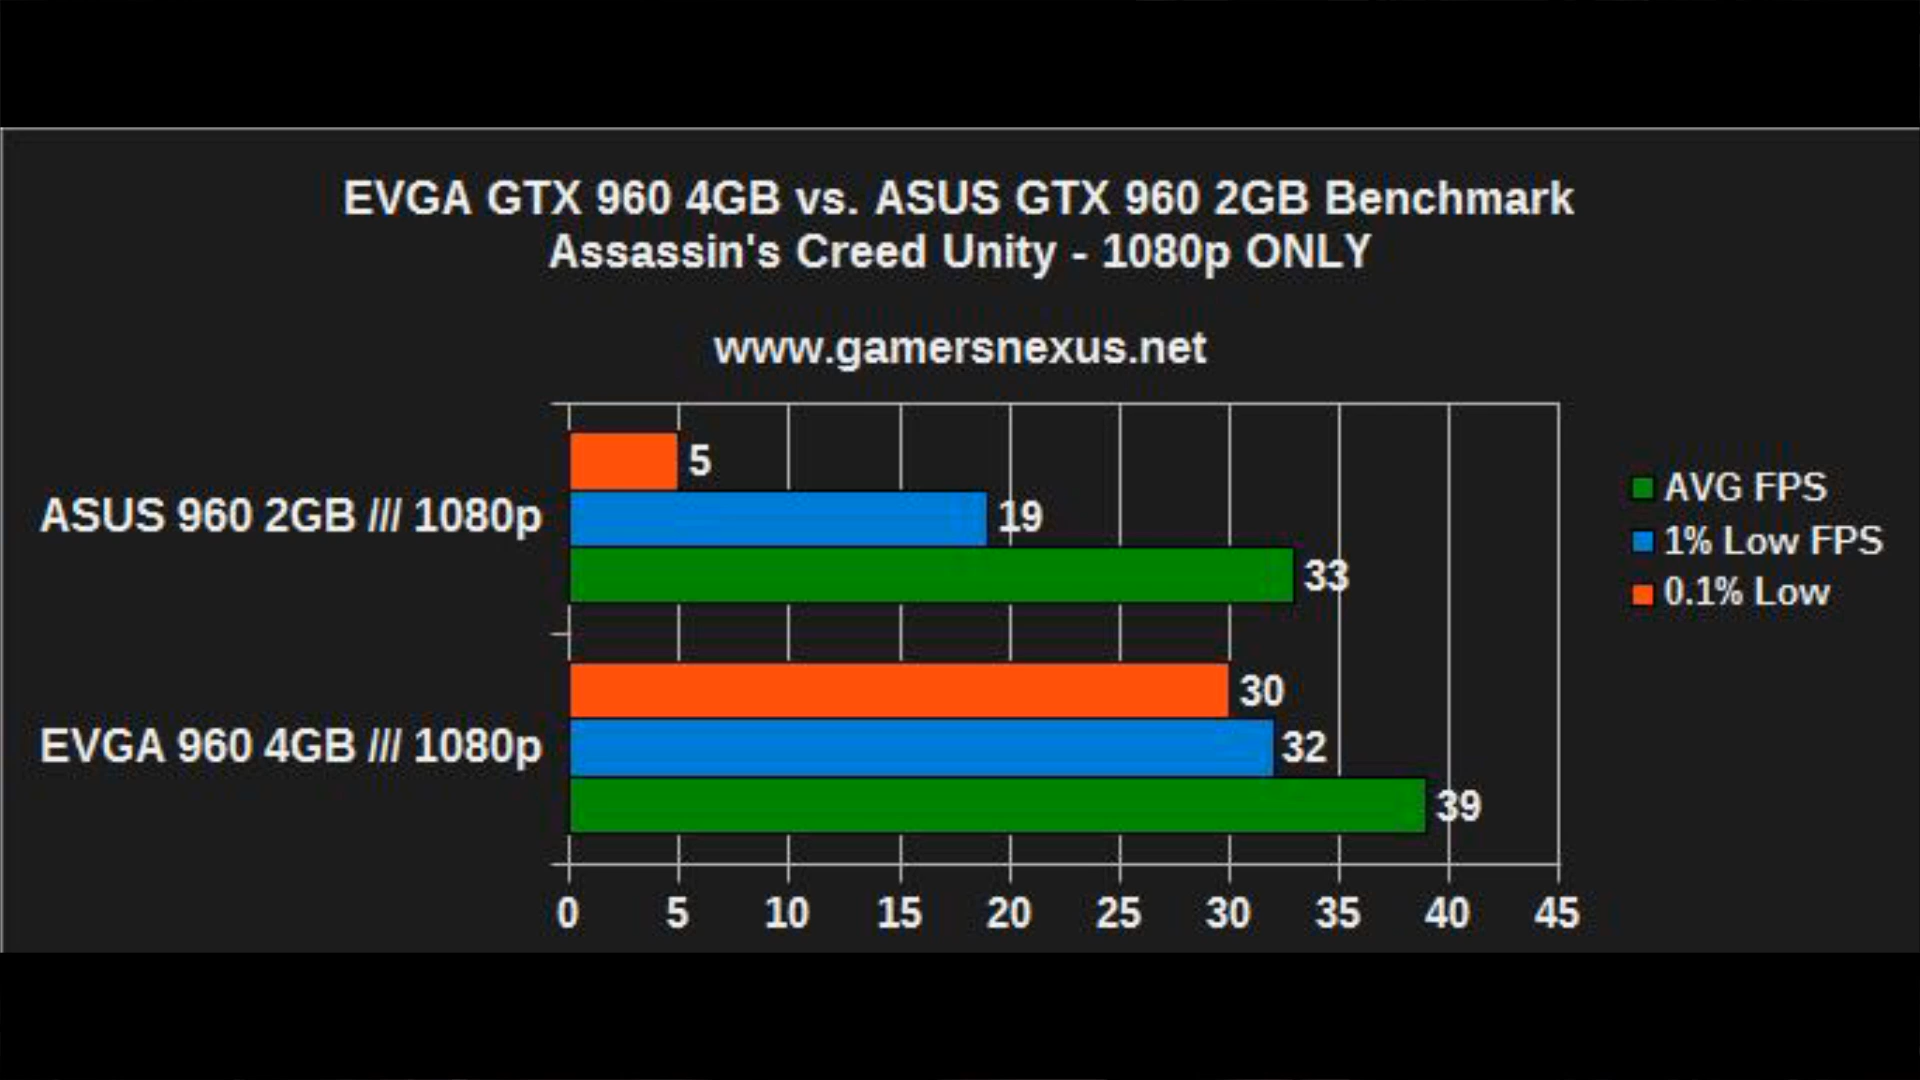 EVGA GTX 960 4GB vs. ASUS GTX 960 2GB Benchmark
Assassin's Creed Unity - 1080p ONLY
www.gamersnexus.net
ASUS 960 2GB /// 1080p
5
19
33
EVGA 960 4GB /// 1080p
30
32
39
0 5 10 15 20 25 30 35 40 45
AVG FPS
1% Low FPS
0.1% Low